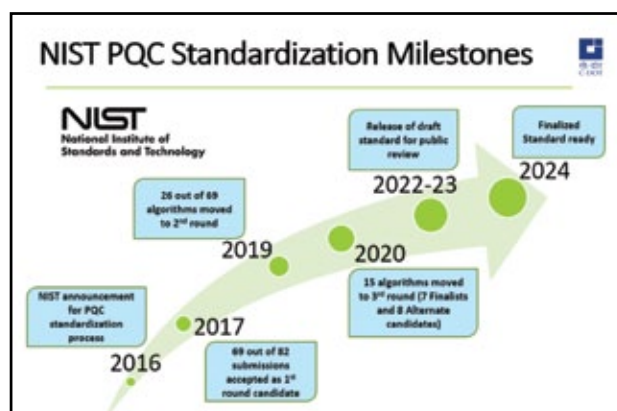 NIST PQC Standardization Milestones
C-DOT
NIST
National Institute of
Standards and Technology
Release of draft
standard for public
review
Finalized
Standard ready
2024
2022-23
26 out of 69
algorithms moved
to 2nd round
2019
2020
NIST announcement
for PQC
standardization
process
15 algorithms moved
to 3rd round (7 Finalists
and 8 Alternate
candidates)
2017
2016
69 out of 82
submissions
accepted as 1st
round candidate